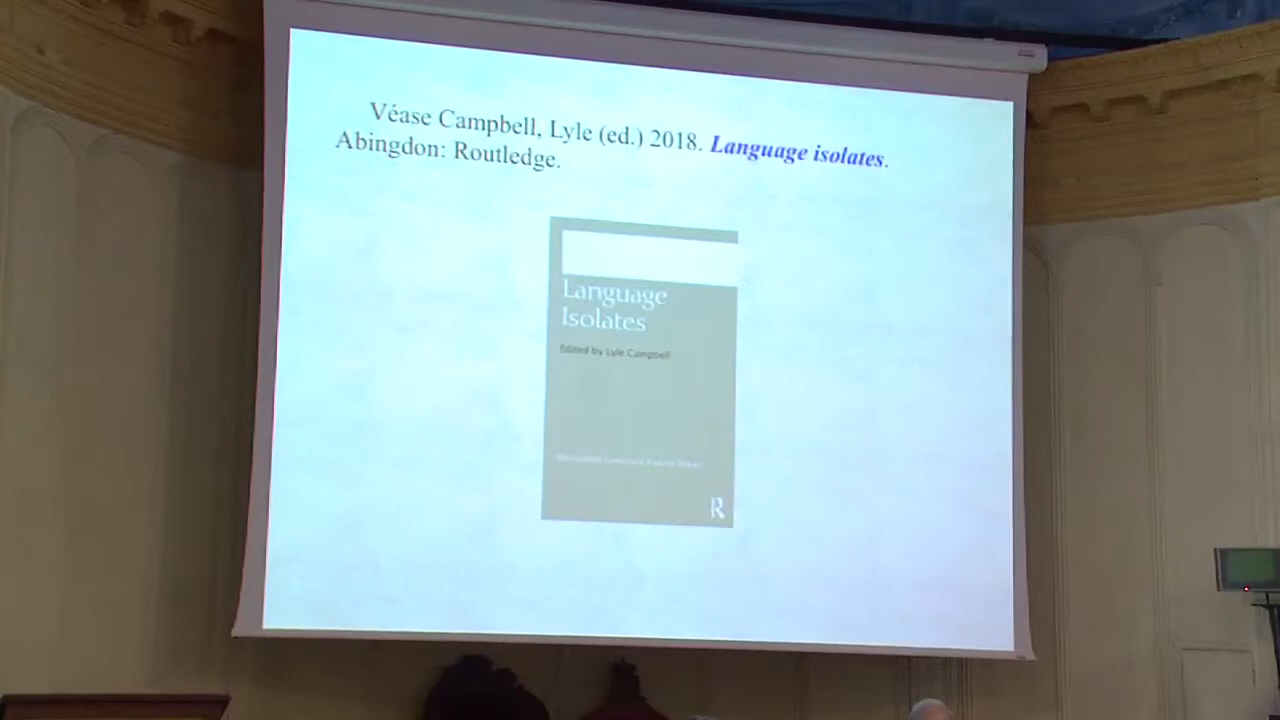 Véase Campbell, Lyle (ed.) 2018. Language isolates.
Abingdon: Routledge.
Language
Isolates
Edited by Lyle Campbell
R